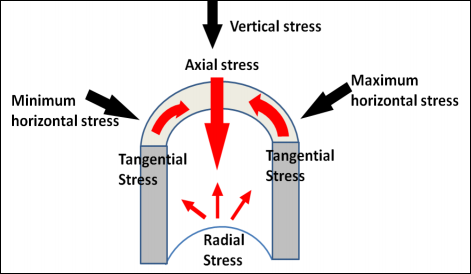 Vertical stress
Axial stress
Minimum
horizontal stress
Maximum
horizontal stress
Tangential
Stress
Tangential
Stress
Radial
Stress